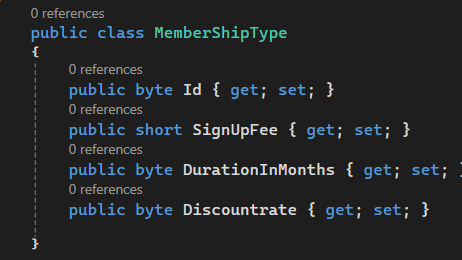 0 references
public class MemberShipType
{
0 references
public byte Id { get; set; }
0 references
public short SignUpFee { get; set; }
0 references
public byte DurationInMonths { get; set; }
0 references
public byte Discountrate { get; set; }
}